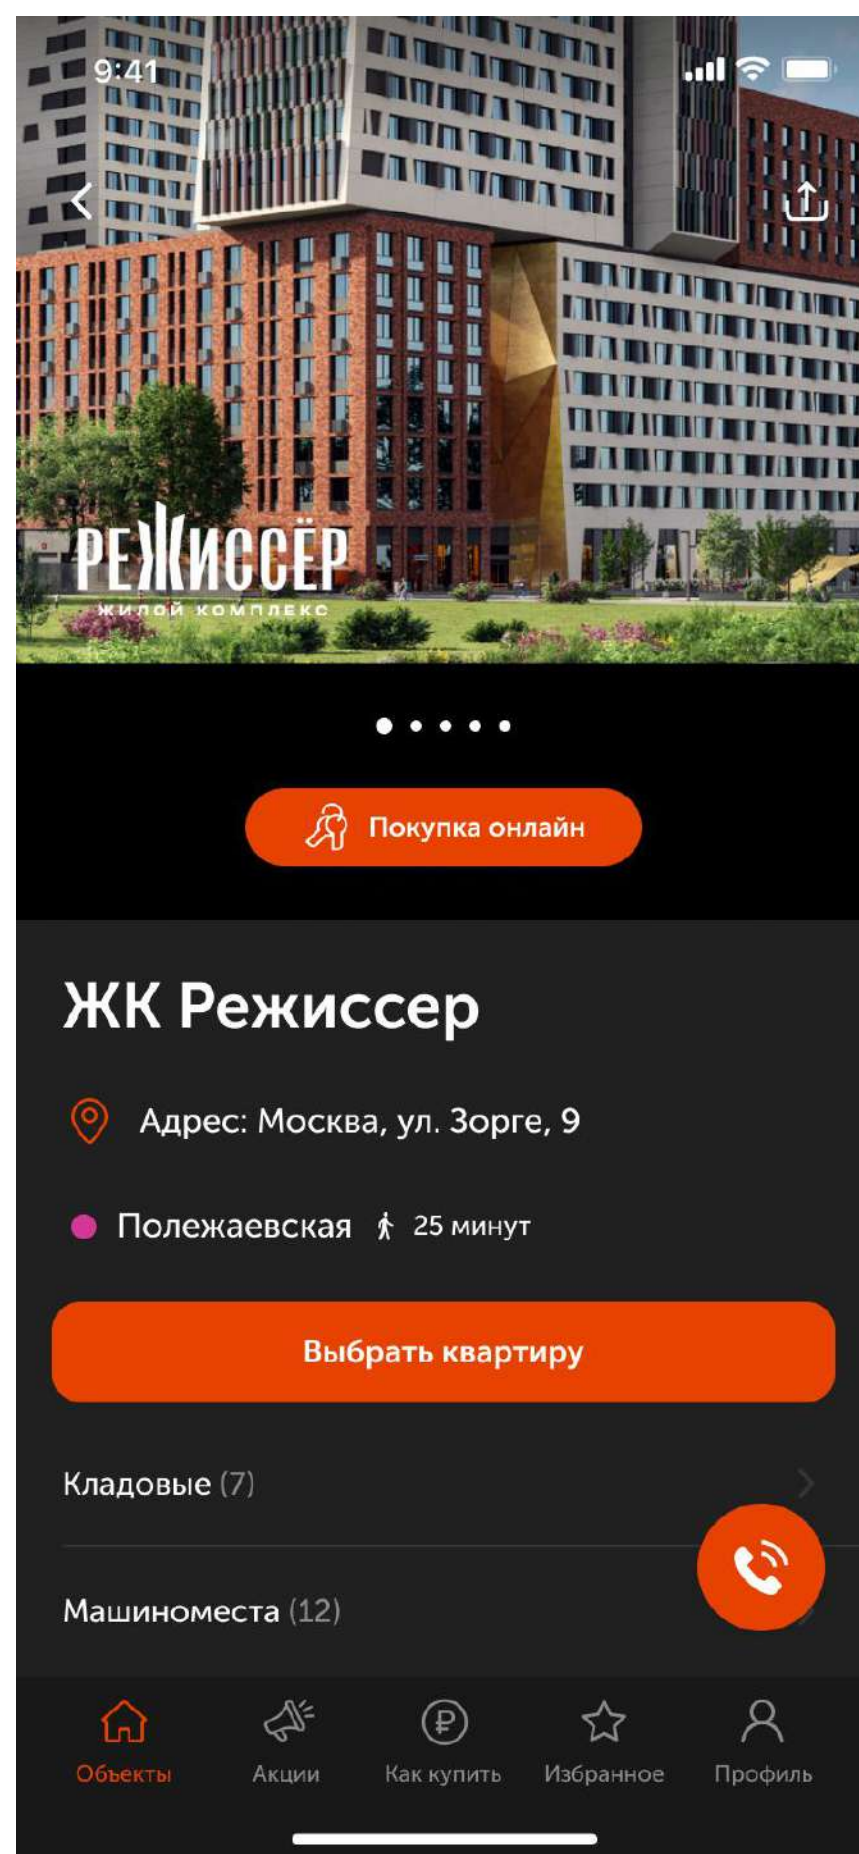 9:41
РЕЖИССЁР
ЖИЛОЙ КОМПЛЕКС
Покупка онлайн
ЖК Режиссер
Адрес: Москва, ул. Зорге, 9
Полежаевская 25 минут
Выбрать квартиру
Кладовые (7)
Машиноместа (12)
Объекты Акции Как купить Избранное Профиль